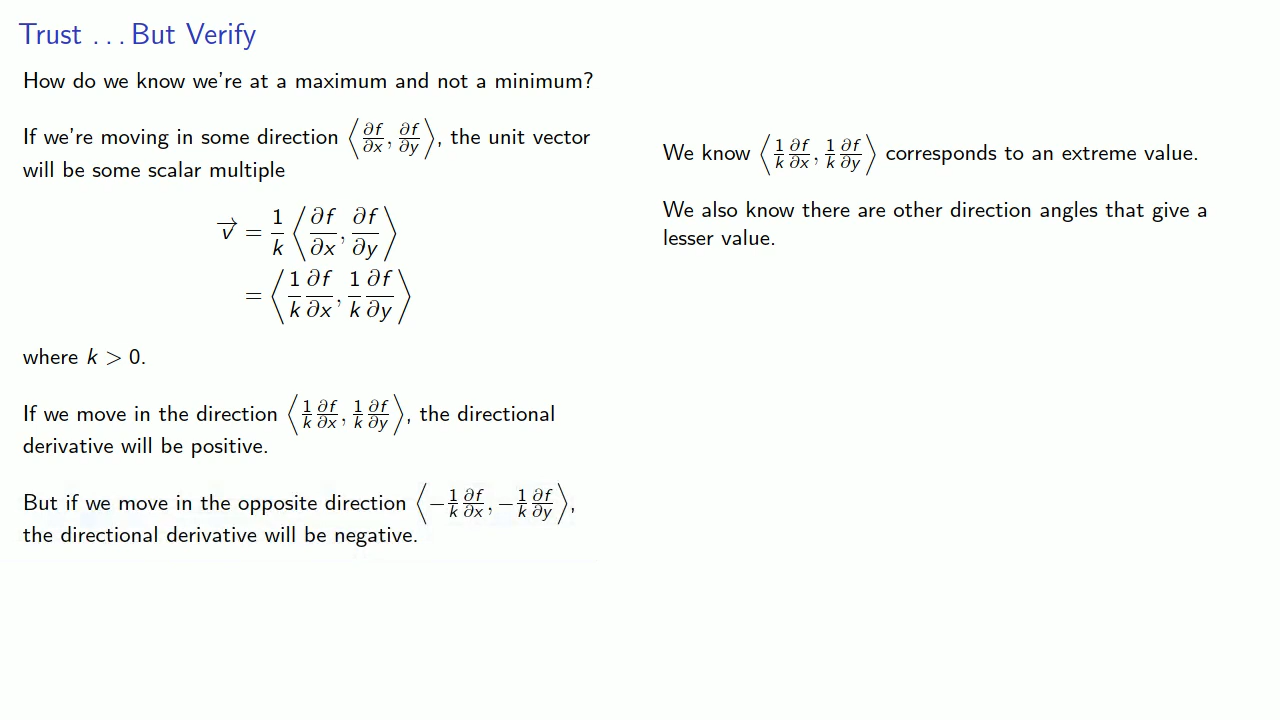 Trust ... But Verify
How do we know we're at a maximum and not a minimum?
If we're moving in some direction ⟨∂f/∂x, ∂f/∂y⟩, the unit vector
will be some scalar multiple
v⃗ = 1/k ⟨∂f/∂x, ∂f/∂y⟩
= ⟨1/k ∂f/∂x, 1/k ∂f/∂y⟩
where k > 0.
If we move in the direction ⟨1/k ∂f/∂x, 1/k ∂f/∂y⟩, the directional
derivative will be positive.
But if we move in the opposite direction ⟨−1/k ∂f/∂x, −1/k ∂f/∂y⟩,
the directional derivative will be negative.
We know ⟨1/k ∂f/∂x, 1/k ∂f/∂y⟩ corresponds to an extreme value.
We also know there are other direction angles that give a
lesser value.